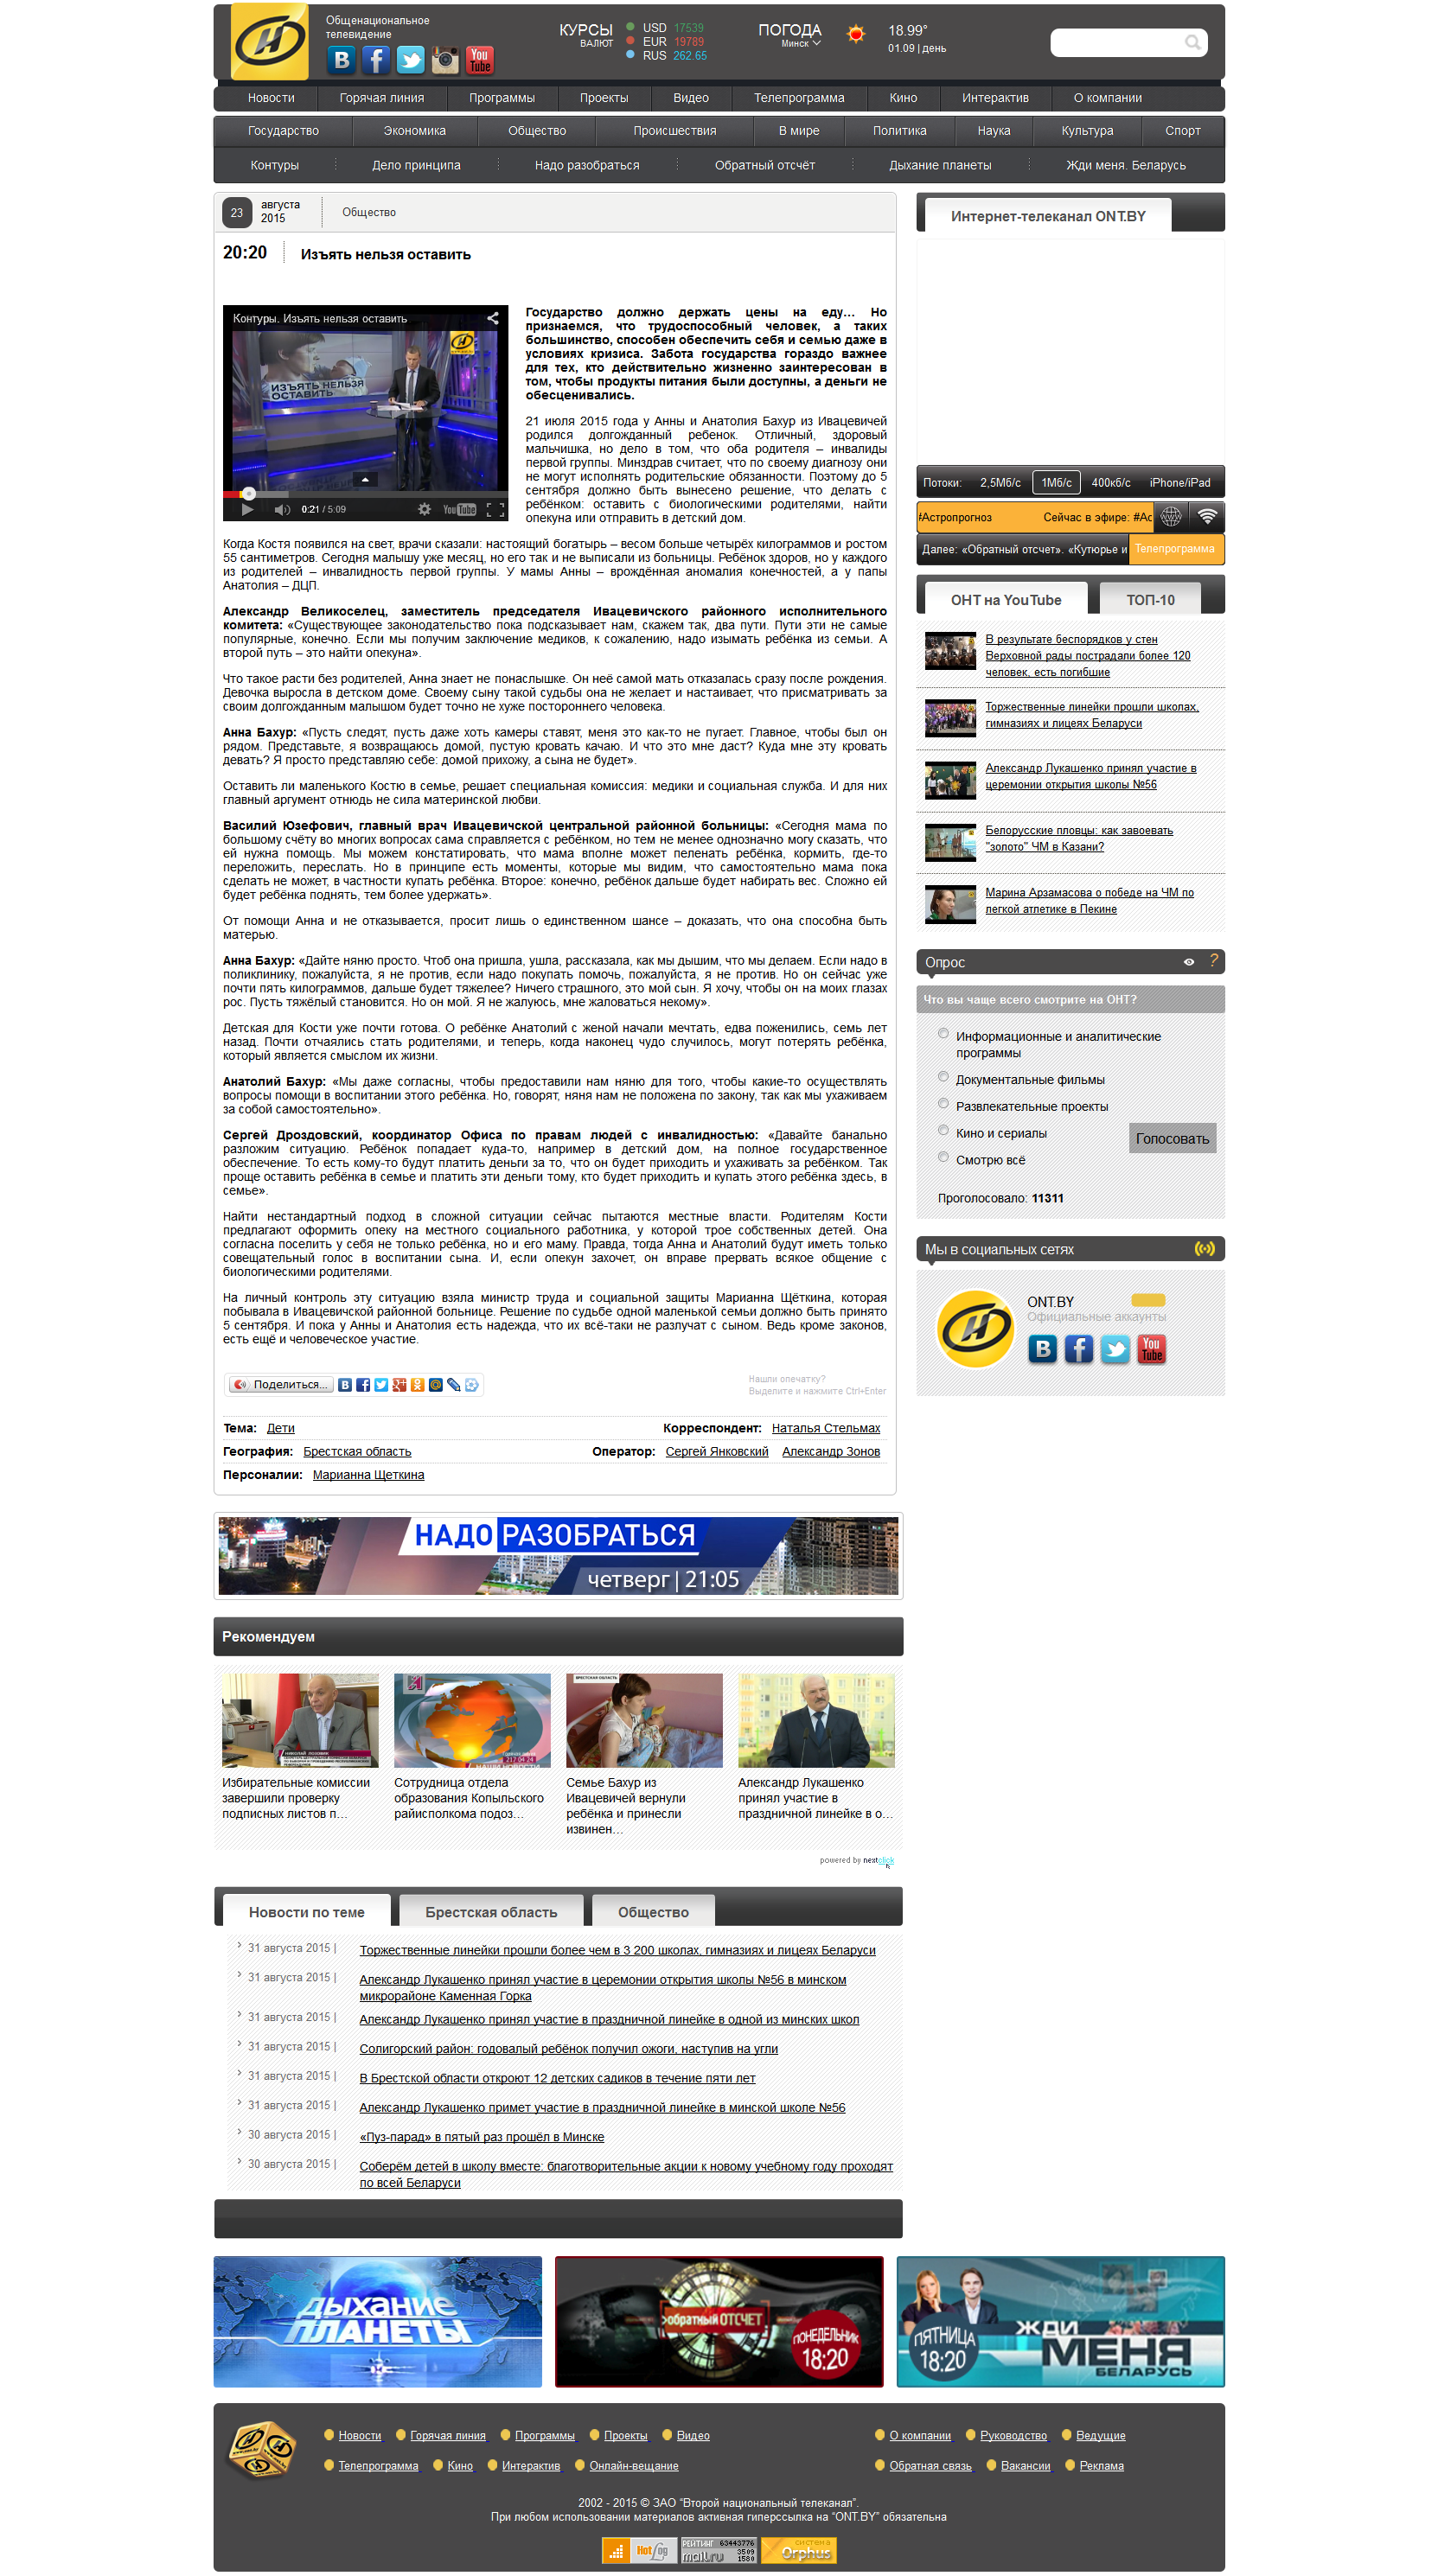 Общенациональное
телевидение
КУРСЫ
ВАЛЮТ
USD 17539
EUR 19789
RUS 262.65
ПОГОДА
Минск
18.99°
01.09 | день
Новости Горячая линия Программы Проекты Видео Телепрограмма Кино Интерактив О компании
Государство Экономика Общество Происшествия В мире Политика Наука Культура Спорт
Контуры Дело принципа Надо разобраться Обратный отсчёт Дыхание планеты Жди меня. Беларусь
23 августа
2015
Общество
20:20 Изъять нельзя оставить
Контуры. Изъять нельзя оставить
ИЗЪЯТЬ НЕЛЬЗЯ
ОСТАВИТЬ
0:21 / 5:09
YouTube
Государство должно держать цены на еду… Но
признаемся, что трудоспособный человек, а таких
большинство, способен обеспечить себя и семью даже в
условиях кризиса. Забота государства гораздо важнее
для тех, кто действительно жизненно заинтересован в
том, чтобы продукты питания были доступны, а деньги не
обесценивались.
21 июля 2015 года у Анны и Анатолия Бахур из Ивацевичей
родился долгожданный ребенок. Отличный, здоровый
мальчишка, но дело в том, что оба родителя – инвалиды
первой группы. Минздрав считает, что по своему диагнозу они
не могут исполнять родительские обязанности. Поэтому до 5
сентября должно быть вынесено решение, что делать с
ребёнком: оставить с биологическими родителями, найти
опекуна или отправить в детский дом.
Когда Костя появился на свет, врачи сказали: настоящий богатырь – весом больше четырёх килограммов и ростом
55 сантиметров. Сегодня малышу уже месяц, но его так и не выписали из больницы. Ребёнок здоров, но у каждого
из родителей – инвалидность первой группы. У мамы Анны – врождённая аномалия конечностей, а у папы
Анатолия – ДЦП.
Александр Великоселец, заместитель председателя Ивацевичского районного исполнительного
комитета: «Существующее законодательство пока подсказывает нам, скажем так, два пути. Пути эти не самые
популярные, конечно. Если мы получим заключение медиков, к сожалению, надо изымать ребёнка из семьи. А
второй путь – это найти опекуна».
Что такое расти без родителей, Анна знает не понаслышке. Он неё самой мать отказалась сразу после рождения.
Девочка выросла в детском доме. Своему сыну такой судьбы она не желает и настаивает, что присматривать за
своим долгожданным малышом будет точно не хуже постороннего человека.
Анна Бахур: «Пусть следят, пусть даже хоть камеры ставят, меня это как-то не пугает. Главное, чтобы был он
рядом. Представьте, я возвращаюсь домой, пустую кровать качаю. И что это мне даст? Куда мне эту кровать
девать? Я просто представляю себе: домой прихожу, а сына не будет».
Оставить ли маленького Костю в семье, решает специальная комиссия: медики и социальная служба. И для них
главный аргумент отнюдь не сила материнской любви.
Василий Юзефович, главный врач Ивацевичской центральной районной больницы: «Сегодня мама по
большому счёту во многих вопросах сама справляется с ребёнком, но тем не менее однозначно могу сказать, что
ей нужна помощь. Мы можем констатировать, что мама вполне может пеленать ребёнка, кормить, где-то
переложить, переслать. Но в принципе есть моменты, которые мы видим, что самостоятельно мама пока
сделать не может, в частности купать ребёнка. Второе: конечно, ребёнок дальше будет набирать вес. Сложно ей
будет ребёнка поднять, тем более удержать».
От помощи Анна и не отказывается, просит лишь о единственном шансе – доказать, что она способна быть
матерью.
Анна Бахур: «Дайте няню просто. Чтоб она пришла, ушла, рассказала, как мы дышим, что мы делаем. Если надо в
поликлинику, пожалуйста, я не против, если надо покупать помочь, пожалуйста, я не против. Но он сейчас уже
почти пять килограммов, дальше будет тяжелее? Ничего страшного, это мой сын. Я хочу, чтобы он на моих глазах
рос. Пусть тяжёлый становится. Но он мой. Я не жалуюсь, мне жаловаться некому».
Детская для Кости уже почти готова. О ребёнке Анатолий с женой начали мечтать, едва поженились, семь лет
назад. Почти отчаялись стать родителями, и теперь, когда наконец чудо случилось, могут потерять ребёнка,
который является смыслом их жизни.
Анатолий Бахур: «Мы даже согласны, чтобы предоставили нам няню для того, чтобы какие-то осуществлять
вопросы помощи в воспитании этого ребёнка. Но, говорят, няня нам не положена по закону, так как мы ухаживаем
за собой самостоятельно».
Сергей Дроздовский, координатор Офиса по правам людей с инвалидностью: «Давайте банально
разложим ситуацию. Ребёнок попадает куда-то, например в детский дом, на полное государственное
обеспечение. То есть кому-то будут платить деньги за то, что он будет приходить и ухаживать за ребёнком. Так
проще оставить ребёнка в семье и платить эти деньги тому, кто будет приходить и купать этого ребёнка здесь, в
семье».
Найти нестандартный подход в сложной ситуации сейчас пытаются местные власти. Родителям Кости
предлагают оформить опеку на местного социального работника, у которой трое собственных детей. Она
согласна поселить у себя не только ребёнка, но и его маму. Правда, тогда Анна и Анатолий будут иметь только
совещательный голос в воспитании сына. И, если опекун захочет, он вправе прервать всякое общение с
биологическими родителями.
На личный контроль эту ситуацию взяла министр труда и социальной защиты Марианна Щёткина, которая
побывала в Ивацевичской районной больнице. Решение по судьбе одной маленькой семьи должно быть принято
5 сентября. И пока у Анны и Анатолия есть надежда, что их всё-таки не разлучат с сыном. Ведь кроме законов,
есть ещё и человеческое участие.
Поделиться…
Нашли опечатку?
Выделите и нажмите Ctrl+Enter
Тема: Дети Корреспондент: Наталья Стельмах
География: Брестская область Оператор: Сергей Янковский Александр Зонов
Персоналии: Марианна Щеткина
НАДО РАЗОБРАТЬСЯ
четверг | 21:05
Рекомендуем
Избирательные комиссии
завершили проверку
подписных листов п…
Сотрудница отдела
образования Копыльского
райисполкома подоз…
Семье Бахур из
Ивацевичей вернули
ребёнка и принесли
извинен…
Александр Лукашенко
принял участие в
праздничной линейке в о…
powered by nextclick
Новости по теме Брестская область Общество
31 августа 2015 | Торжественные линейки прошли более чем в 3 200 школах, гимназиях и лицеях Беларуси
31 августа 2015 | Александр Лукашенко принял участие в церемонии открытия школы №56 в минском
микрорайоне Каменная Горка
31 августа 2015 | Александр Лукашенко принял участие в праздничной линейке в одной из минских школ
31 августа 2015 | Солигорский район: годовалый ребёнок получил ожоги, наступив на угли
31 августа 2015 | В Брестской области откроют 12 детских садиков в течение пяти лет
31 августа 2015 | Александр Лукашенко примет участие в праздничной линейке в минской школе №56
30 августа 2015 | «Пуз-парад» в пятый раз прошёл в Минске
30 августа 2015 | Соберём детей в школу вместе: благотворительные акции к новому учебному году проходят
по всей Беларуси
Интернет-телеканал ONT.BY
Потоки: 2,5Мб/с 1Мб/с 400кб/с iPhone/iPad
#Астропрогноз Сейчас в эфире: #Ас
Далее: «Обратный отсчет». «Кутюрье и Телепрограмма
ОНТ на YouTube ТОП-10
В результате беспорядков у стен
Верховной рады пострадали более 120
человек, есть погибшие
Торжественные линейки прошли школах,
гимназиях и лицеях Беларуси
Александр Лукашенко принял участие в
церемонии открытия школы №56
Белорусские пловцы: как завоевать
"золото" ЧМ в Казани?
Марина Арзамасова о победе на ЧМ по
легкой атлетике в Пекине
Опрос ?
Что вы чаще всего смотрите на ОНТ?
Информационные и аналитические
программы
Документальные фильмы
Развлекательные проекты
Кино и сериалы
Смотрю всё
Голосовать
Проголосовало: 11311
Мы в социальных сетях
ONT.BY
Официальные аккаунты
You Tube
ДЫХАНИЕ
ПЛАНЕТЫ
обратный ОТСЧЕТ
ПОНЕДЕЛЬНИК
18:20
ПЯТНИЦА
18:20
ЖДИ
МЕНЯ
БЕЛАРУСЬ
Новости Горячая линия Программы Проекты Видео О компании Руководство Ведущие
Телепрограмма Кино Интерактив Онлайн-вещание Обратная связь Вакансии Реклама
2002 - 2015 © ЗАО “Второй национальный телеканал”.
При любом использовании материалов активная гиперссылка на “ONT.BY” обязательна
HotLog
РЕЙТИНГ 63443776
mail.ru 3509
1580
система
Orphus